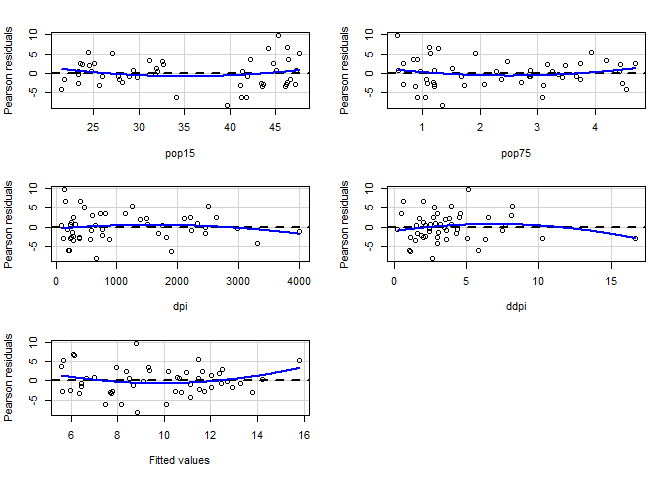 Pearson residuals
-5 0 5 10
25 30 35 40 45
pop15
Pearson residuals
-5 0 5 10
1 2 3 4
pop75
Pearson residuals
-5 0 5 10
0 1000 2000 3000 4000
dpi
Pearson residuals
-5 0 5 10
0 5 10 15
ddpi
Pearson residuals
-5 0 5 10
6 8 10 12 14 16
Fitted values